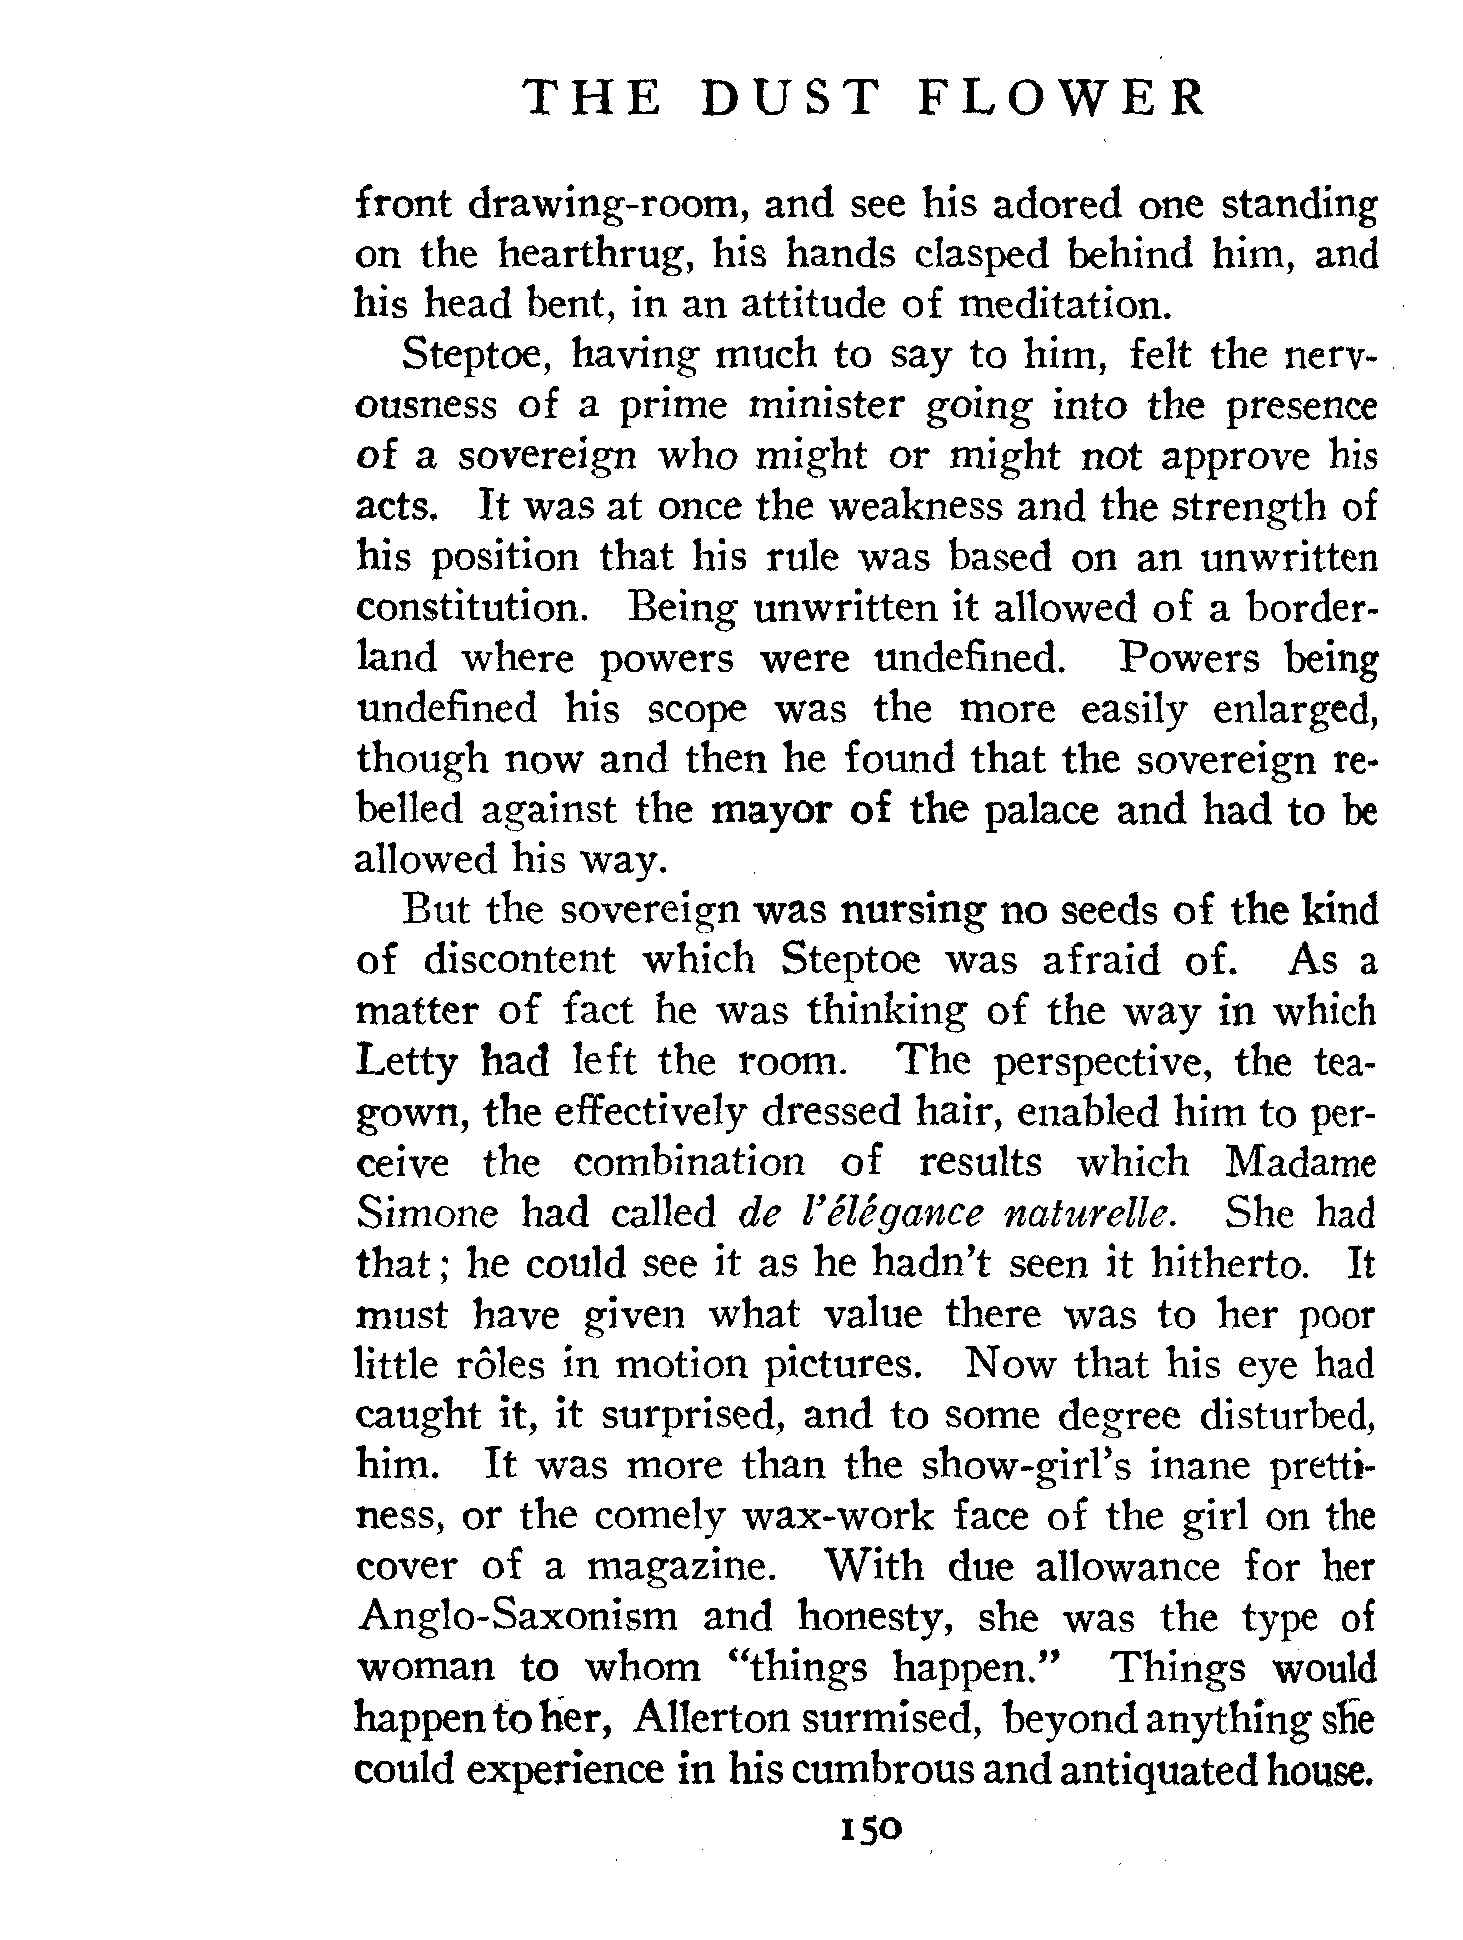 THE DUST FLOWER
front drawing-room, and see his adored one standing
on the hearthrug, his hands clasped behind him, and
his head bent, in an attitude of meditation.
Steptoe, having much to say to him, felt the nerv-
ousness of a prime minister going into the presence
of a sovereign who might or might not approve his
acts. It was at once the weakness and the strength of
his position that his rule was based on an unwritten
constitution. Being unwritten it allowed of a border-
land where powers were undefined. Powers being
undefined his scope was the more easily enlarged,
though now and then he found that the sovereign re-
belled against the mayor of the palace and had to be
allowed his way.
But the sovereign was nursing no seeds of the kind
of discontent which Steptoe was afraid of. As a
matter of fact he was thinking of the way in which
Letty had left the room. The perspective, the tea-
gown, the effectively dressed hair, enabled him to per-
ceive the combination of results which Madame
Simone had called de l'élégance naturelle. She had
that; he could see it as he hadn't seen it hitherto. It
must have given what value there was to her poor
little rôles in motion pictures. Now that his eye had
caught it, it surprised, and to some degree disturbed,
him. It was more than the show-girl's inane pretti-
ness, or the comely wax-work face of the girl on the
cover of a magazine. With due allowance for her
Anglo-Saxonism and honesty, she was the type of
woman to whom “things happen.” Things would
happen to her, Allerton surmised, beyond anything she
could experience in his cumbrous and antiquated house.
150